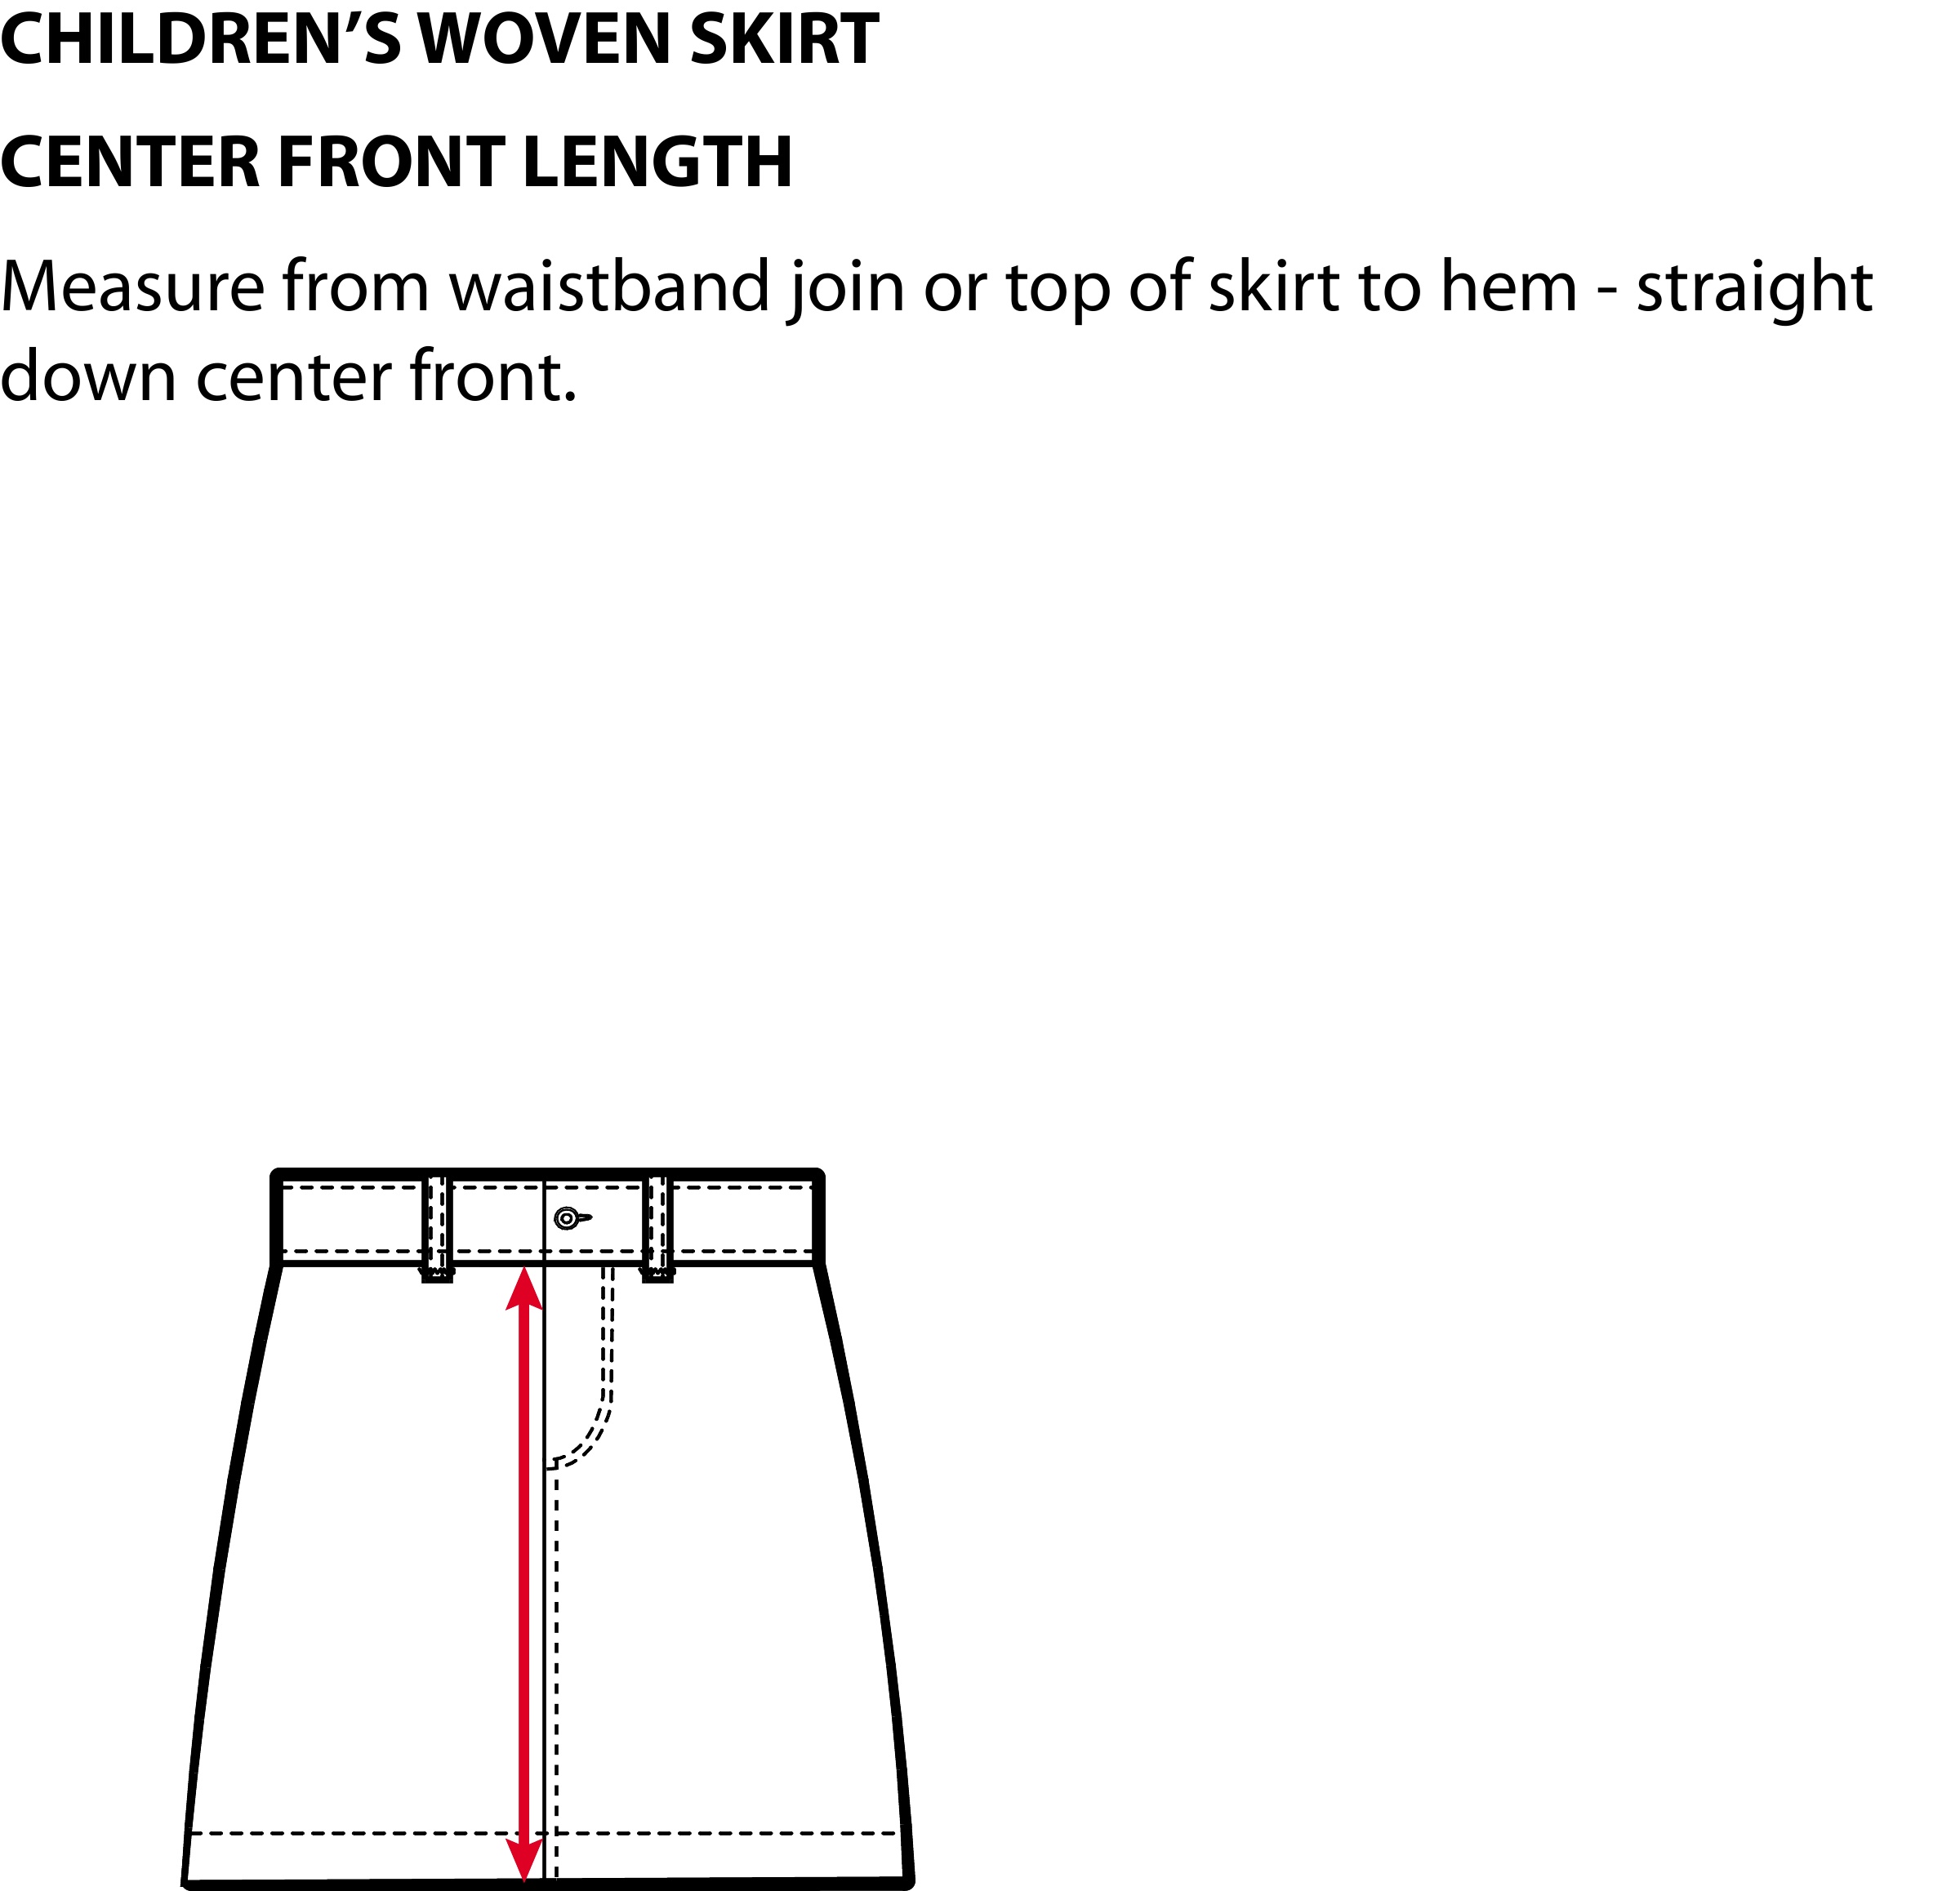 CHILDREN’S WOVEN SKIRT
CENTER FRONT LENGTH
Measure from waistband join or top of skirt to hem - straight
down center front.